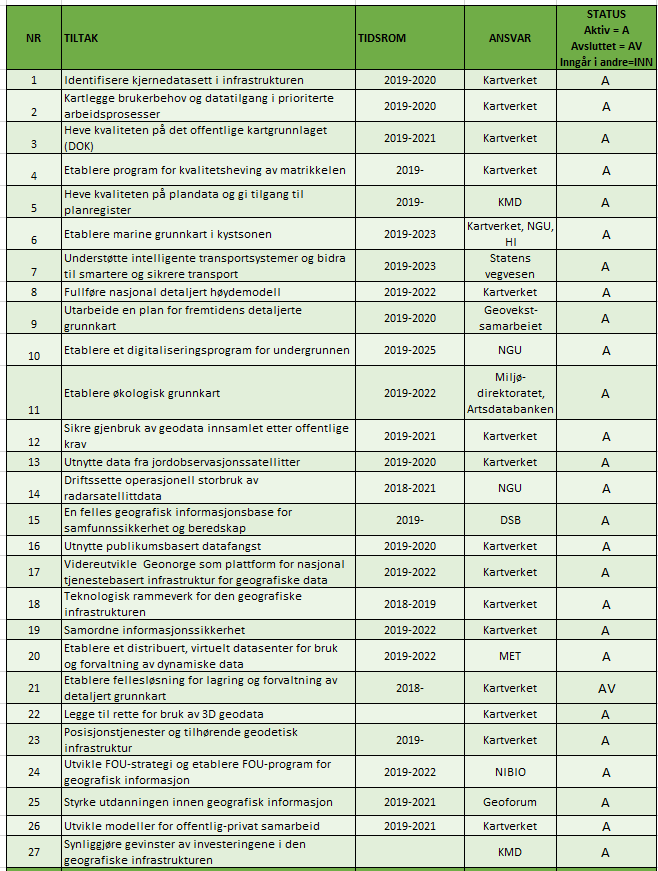 NR TILTAK TIDSROM ANSVAR STATUS
Aktiv = A
Avsluttet = AV
Inngår i andre=INN
1 Identifisere kjernedatasett i infrastrukturen 2019-2020 Kartverket A
2 Kartlegge brukerbehov og datatilgang i prioriterte
arbeidsprosesser 2019-2020 Kartverket A
3 Heve kvaliteten på det offentlige kartgrunnlaget
(DOK) 2019-2021 Kartverket A
4 Etablere program for kvalitetsheving av matrikkelen 2019- Kartverket A
5 Heve kvaliteten på plandata og gi tilgang til
planregister 2019- KMD A
6 Etablere marine grunnkart i kystsonen 2019-2023 Kartverket, NGU,
HI A
7 Understøtte intelligente transportsystemer og bidra
til smartere og sikrere transport 2019-2023 Statens
vegvesen A
8 Fullføre nasjonal detaljert høydemodell 2019-2022 Kartverket A
9 Utarbeide en plan for fremtidens detaljerte
grunnkart 2019-2020 Geovekst-
samarbeiet A
10 Etablere et digitaliseringsprogram for undergrunnen 2019-2025 NGU A
11 Etablere økologisk grunnkart 2019-2022 Miljø-
direktoratet,
Artsdatabanken A
12 Sikre gjenbruk av geodata innsamlet etter offentlige
krav 2019-2021 Kartverket A
13 Utnytte data fra jordobservasjonssatellitter 2019-2020 Kartverket A
14 Driftssette operasjonell storbruk av
radarsatellittdata 2018-2021 NGU A
15 En felles geografisk informasjonsbase for
samfunnssikkerhet og beredskap 2019- DSB A
16 Utnytte publikumsbasert datafangst 2019-2020 Kartverket A
17 Videreutvikle Geonorge som plattform for nasjonal
tjenestebasert infrastruktur for geografiske data 2019-2022 Kartverket A
18 Teknologisk rammeverk for den geografiske
infrastrukturen 2018-2019 Kartverket A
19 Samordne informasjonssikkerhet 2019-2022 Kartverket A
20 Etablere et distribuert, virtuelt datasenter for bruk
og forvaltning av dynamiske data 2019-2022 MET A
21 Etablere fellesløsning for lagring og forvaltning av
detaljert grunnkart 2018- Kartverket AV
22 Legge til rette for bruk av 3D geodata Kartverket A
23 Posisjonstjenester og tilhørende geodetisk
infrastruktur 2019- Kartverket A
24 Utvikle FOU-strategi og etablere FOU-program for
geografisk informasjon 2019-2022 NIBIO A
25 Styrke utdanningen innen geografisk informasjon 2019-2021 Geoforum A
26 Utvikle modeller for offentlig-privat samarbeid 2019-2021 Kartverket A
27 Synliggjøre gevinster av investeringene i den
geografiske infrastrukturen KMD A